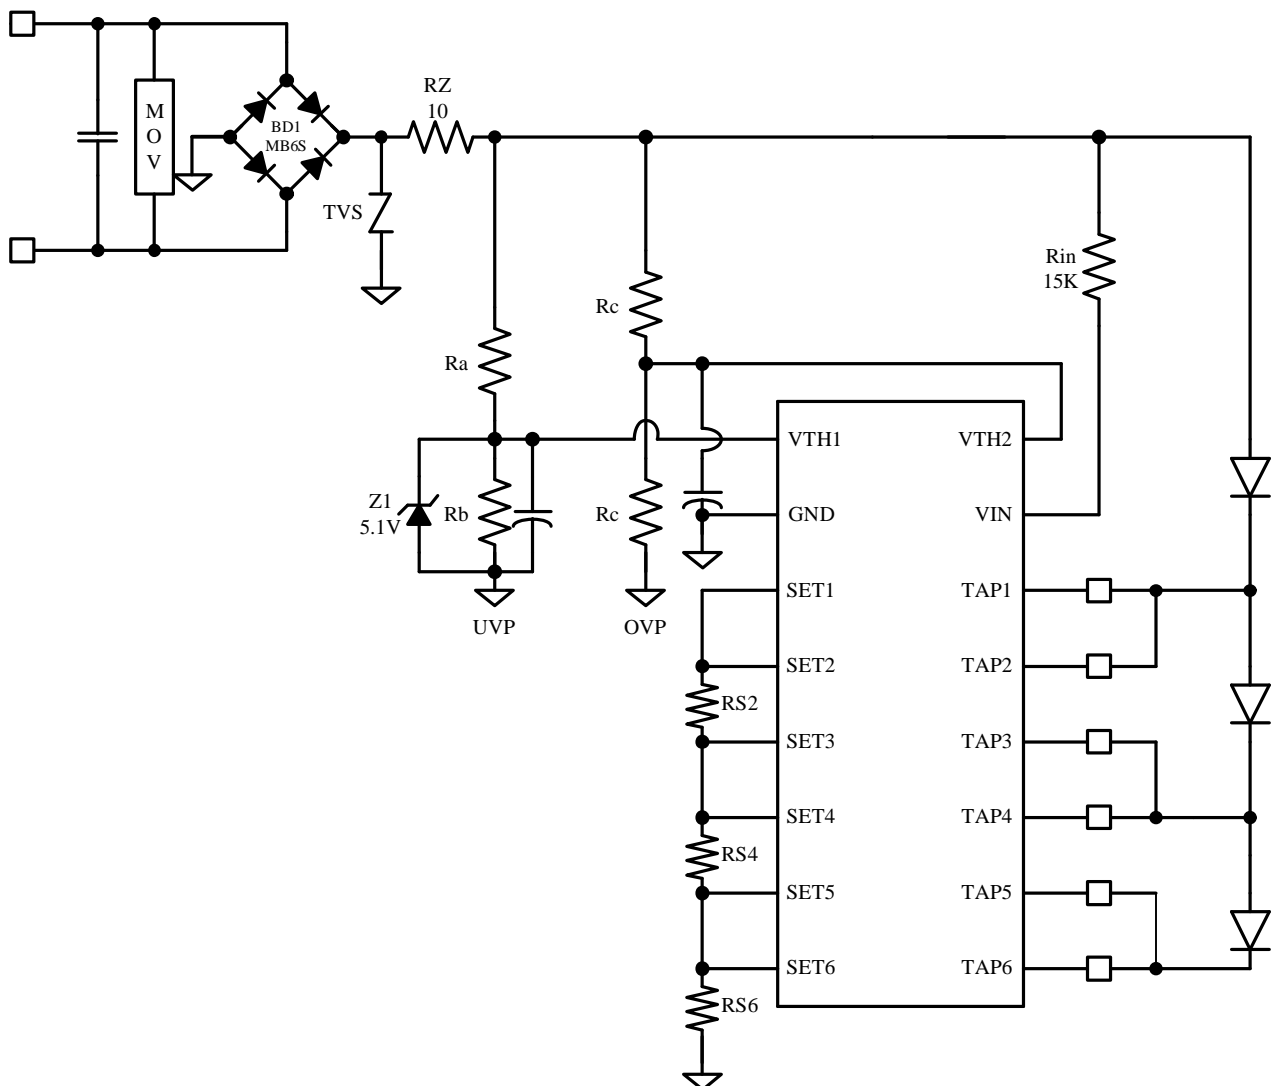 RZ
10
M
O
V
BD1
MB6S
TVS
Rin
15K
Rc
Ra
VTH1
VTH2
Z1
5.1V
Rb
Rc
GND
VIN
SET1
TAP1
UVP
OVP
SET2
TAP2
RS2
SET3
TAP3
SET4
TAP4
RS4
SET5
TAP5
SET6
TAP6
RS6